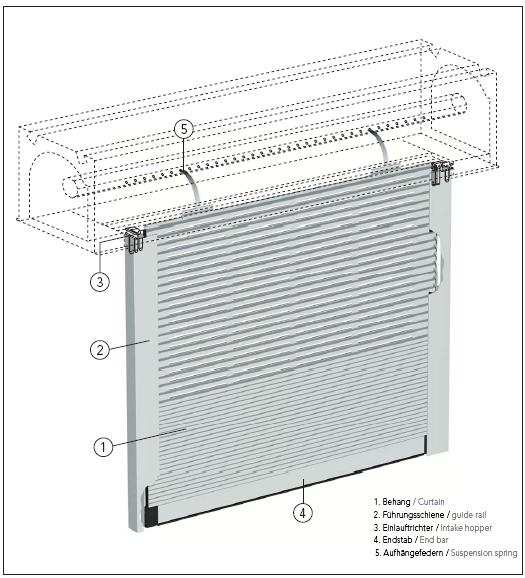 5
3
2
1
4
1. Behang / Curtain
2. Führungsschiene / guide rail
3. Einlauftrichter / Intake hopper
4. Endstab / End bar
5. Aufhängefedern / Suspension spring